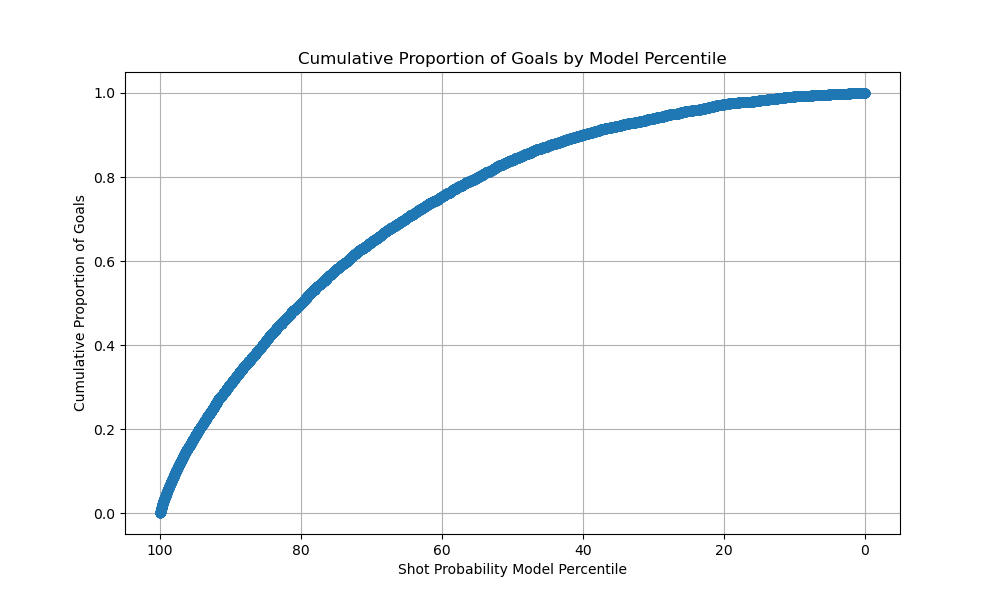 Cumulative Proportion of Goals by Model Percentile
Cumulative Proportion of Goals
1.0
0.8
0.6
0.4
0.2
0.0
100 80 60 40 20 0
Shot Probability Model Percentile